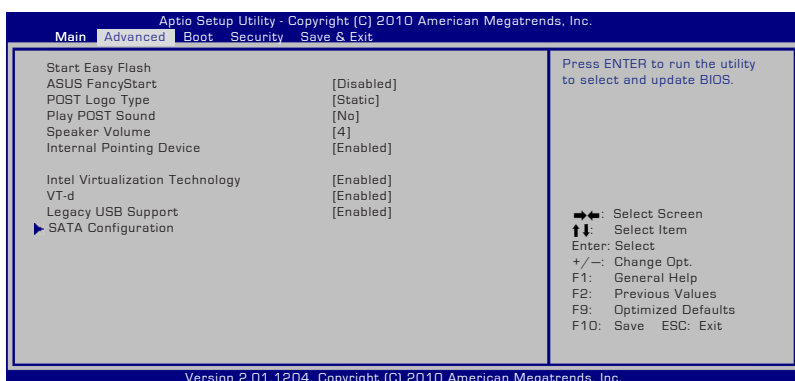 Aptio Setup Utility - Copyright (C) 2010 American Megatrends, Inc.
Main Advanced Boot Security Save & Exit
Start Easy Flash
ASUS FancyStart [Disabled]
POST Logo Type [Static]
Play POST Sound [No]
Speaker Volume [4]
Internal Pointing Device [Enabled]
Intel Virtualization Technology [Enabled]
VT-d [Enabled]
Legacy USB Support [Enabled]
SATA Configuration
Press ENTER to run the utility
to select and update BIOS.
→←: Select Screen
↑↓: Select Item
Enter: Select
+/—: Change Opt.
F1: General Help
F2: Previous Values
F9: Optimized Defaults
F10: Save ESC: Exit
Version 2.01.1204. Copyright (C) 2010 American Megatrends, Inc.